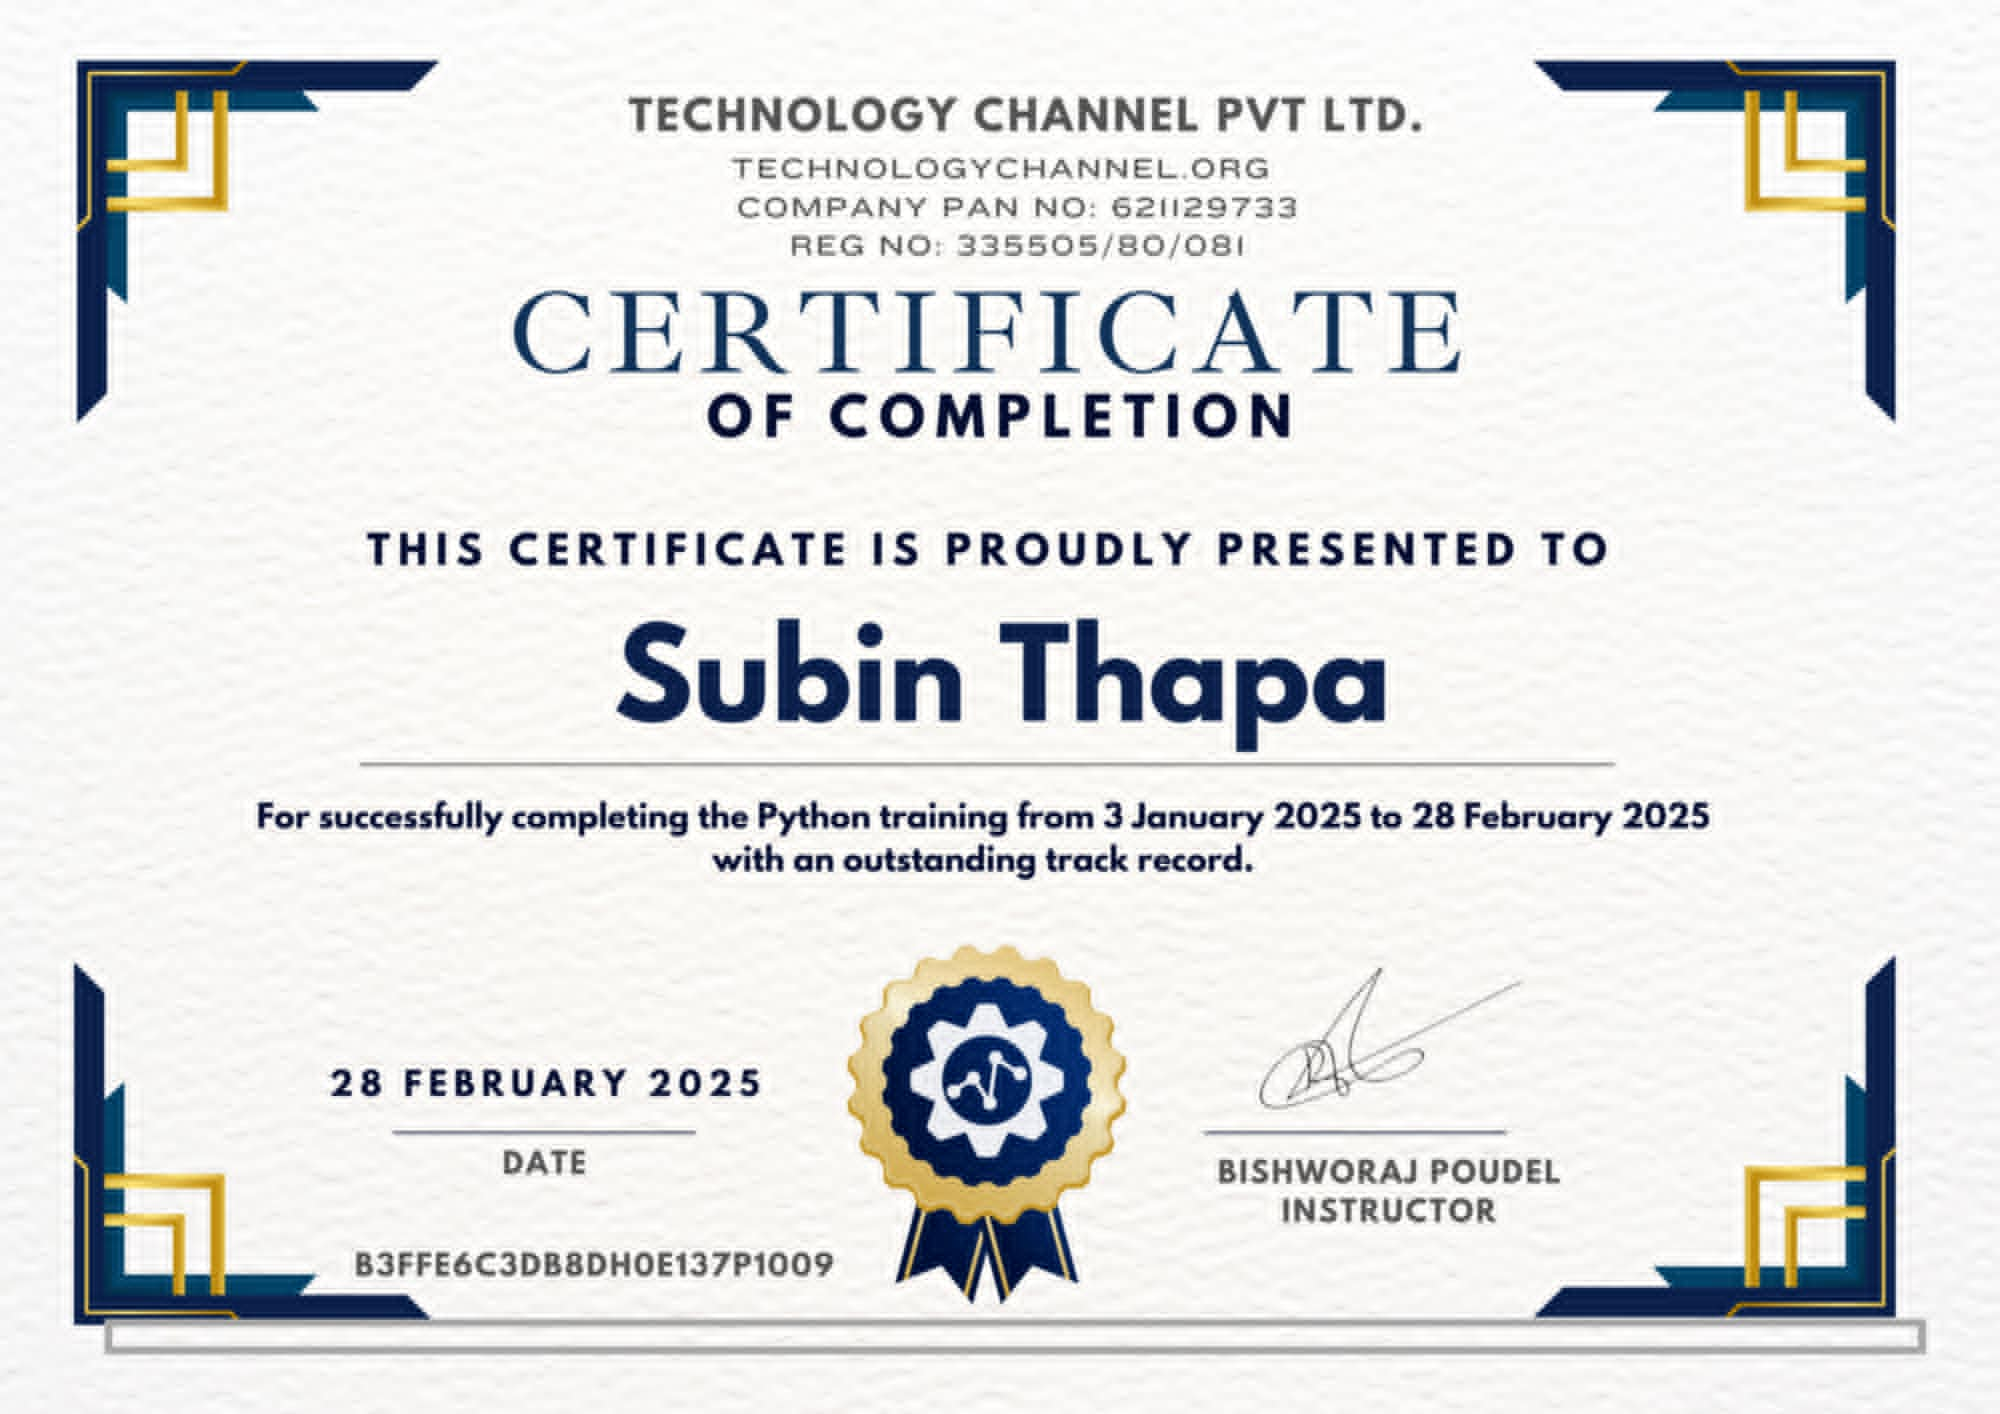 TECHNOLOGY CHANNEL PVT LTD.
TECHNOLOGYCHANNEL.ORG
COMPANY PAN NO: 621129733
REG NO: 335505/80/081
CERTIFICATE
OF COMPLETION
THIS CERTIFICATE IS PROUDLY PRESENTED TO
Subin Thapa
For successfully completing the Python training from 3 January 2025 to 28 February 2025
with an outstanding track record.
28 FEBRUARY 2025
DATE
BISHWORAJ POUDEL
INSTRUCTOR
B3FFE6C3DB8DH0E137P1009